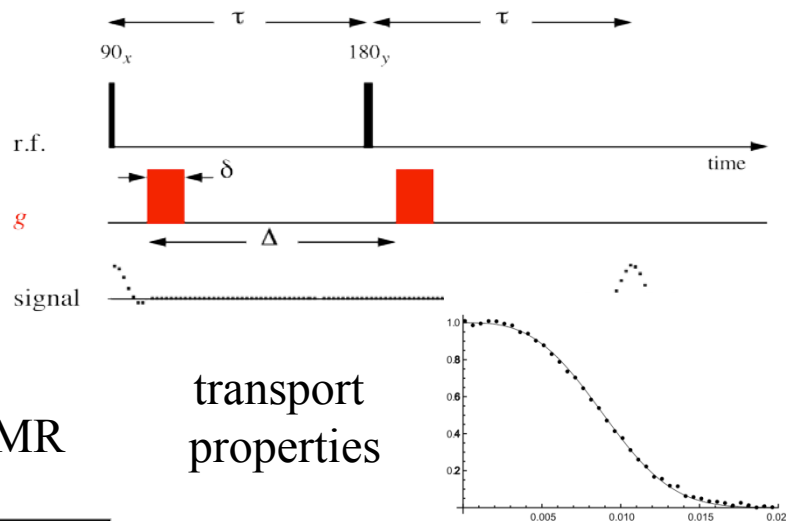 τ τ
90x 180y
r.f.
time
δ
g
Δ
signal
1.0
0.8
0.6
0.4
0.2
0.005 0.010 0.015 0.02
transport
MR properties